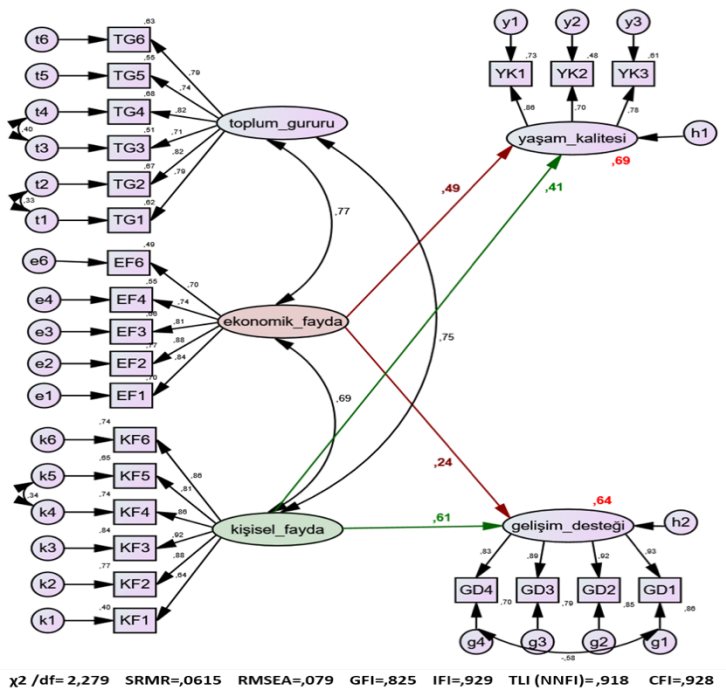 ,63
t6 TG6
,55 ,79
t5 TG5
,68 ,74
t4 TG4 ,82
,40 ,51 ,71
t3 TG3
,67 ,82
t2 TG2
,33 ,62 ,79
t1 TG1
toplum_gururu
,49
e6 EF6
,55 ,70
e4 EF4 ,74
e3 EF3 ,81
,77 ,88
e2 EF2
,70 ,84
e1 EF1
ekonomik_fayda
,74
k6 KF6
,65 ,86
k5 KF5 ,81
,34 ,74
k4 KF4 ,86
,84 ,92
k3 KF3
,77 ,88
k2 KF2
,40 ,64
k1 KF1
kişisel_fayda
,77
,75
,69
y1 y2 y3
,73 ,48 ,61
YK1 YK2 YK3
,86 ,70 ,78
yaşam_kalitesi h1
,69
,49
,41
,24
,61
,64
gelişim_desteği h2
,83 ,89 ,92 ,93
GD4 GD3 GD2 GD1
,70 ,79 ,85 ,86
g4 g3 g2 g1
-,68
χ2 /df= 2,279 SRMR=,0615 RMSEA=,079 GFI=,825 IFI=,929 TLI (NNFI)= ,918 CFI=,928